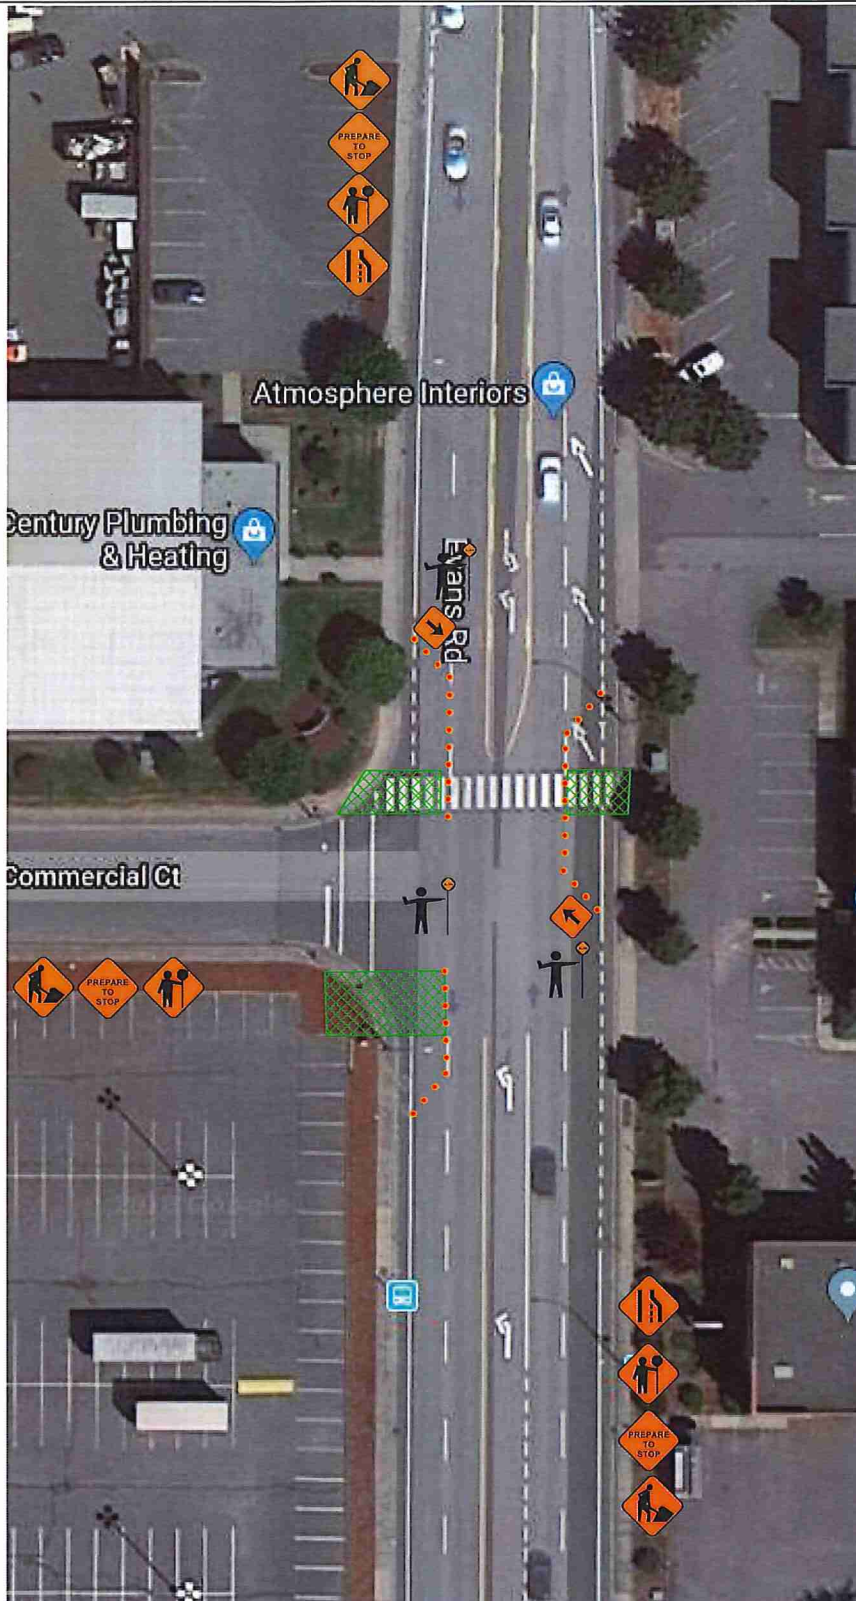 PREPARE
TO
STOP
Atmosphere Interiors
Century Plumbing
& Heating
Evans Rd
Commercial Ct
PREPARE
TO
STOP
PREPARE
TO
STOP